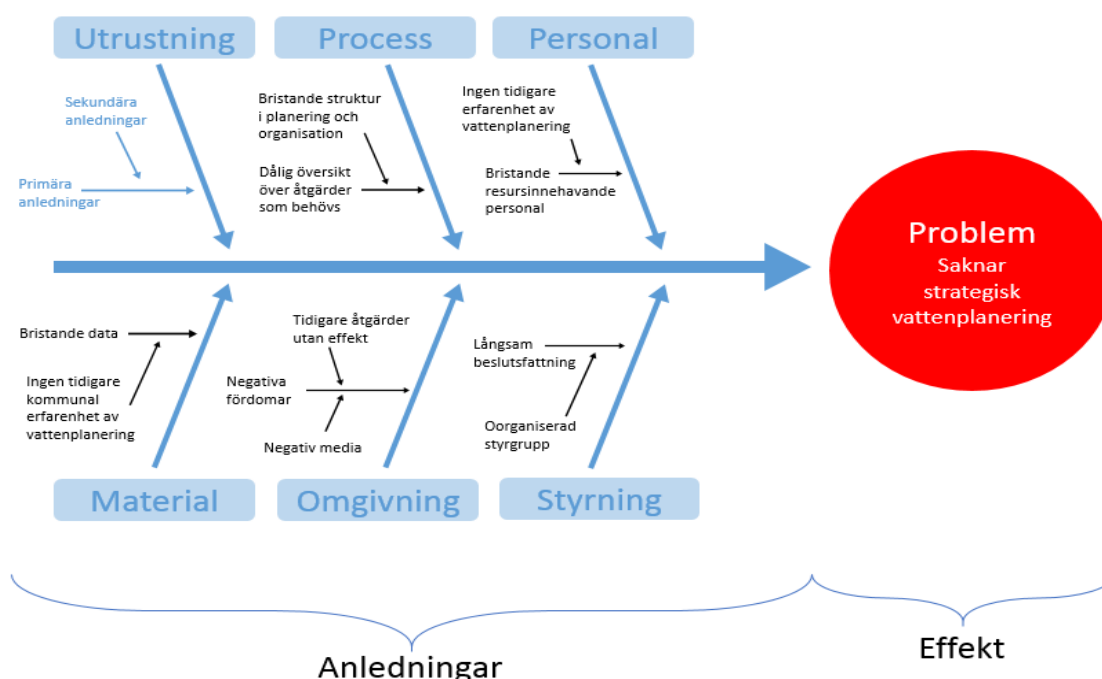 Utrustning
Process
Personal
Sekundära
anledningar
Primära
anledningar
Bristande struktur
i planering och
organisation
Dålig översikt
över åtgärder
som behövs
Ingen tidigare
erfarenhet av
vattenplanering
Bristande
resursinnehavande
personal
Problem
Saknar
strategisk
vattenplanering
Bristande data
Ingen tidigare
kommunal
erfarenhet av
vattenplanering
Tidigare åtgärder
utan effekt
Negativa
fördomar
Negativ media
Långsam
beslutsfattning
Oorganiserad
styrgrupp
Material
Omgivning
Styrning
Anledningar
Effekt